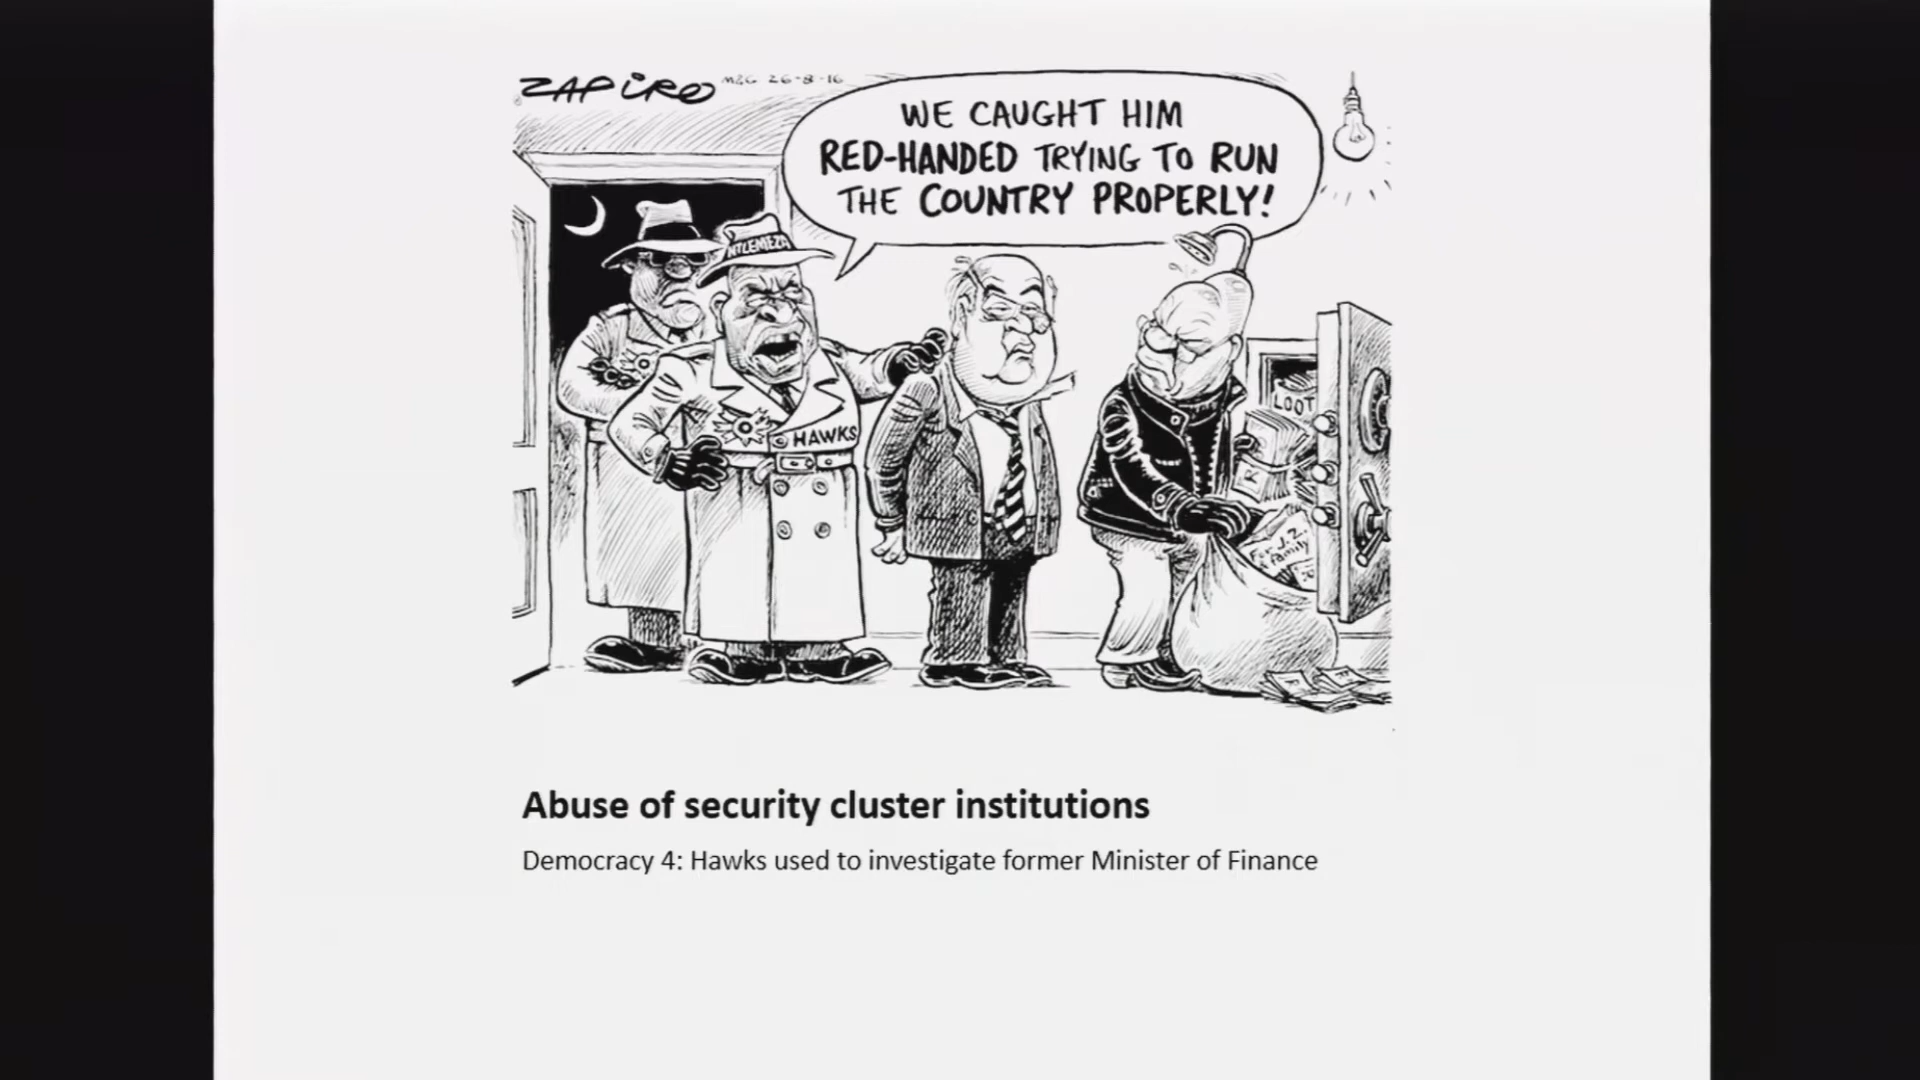 ZAPIRO M&G 26-8-16
WE CAUGHT HIM
RED-HANDED TRYING TO RUN
THE COUNTRY PROPERLY!
NTLEMEZA
HAWKS
LOOT
R
For J.Z.
& family
Abuse of security cluster institutions
Democracy 4: Hawks used to investigate former Minister of Finance